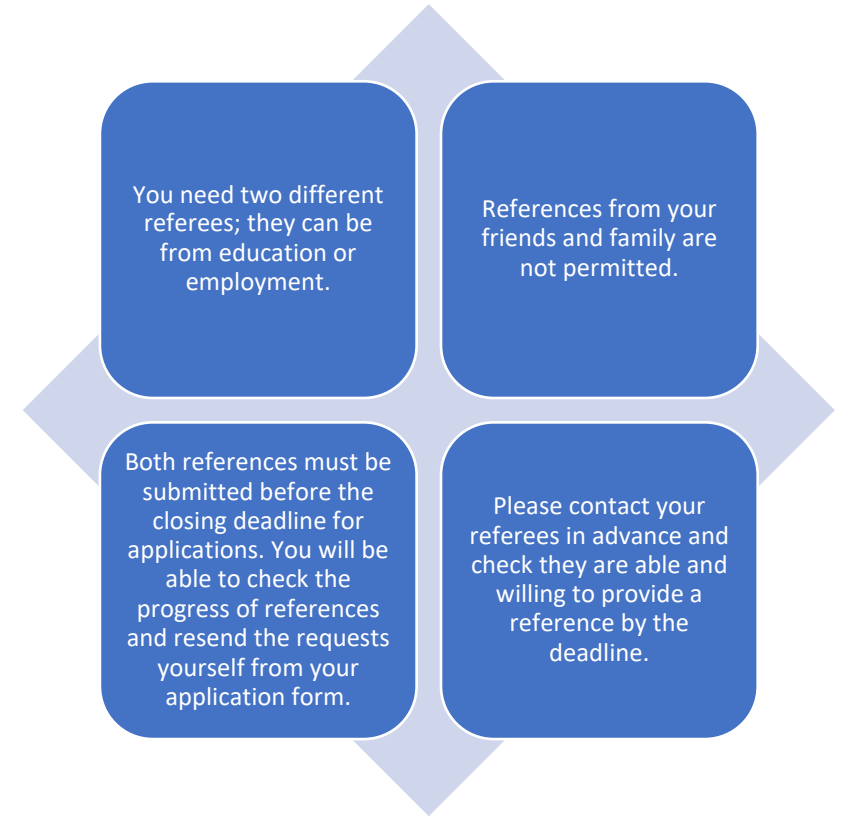 You need two different
referees; they can be
from education or
employment.
References from your
friends and family are
not permitted.
Both references must be
submitted before the
closing deadline for
applications. You will be
able to check the
progress of references
and resend the requests
yourself from your
application form.
Please contact your
referees in advance and
check they are able and
willing to provide a
reference by the
deadline.